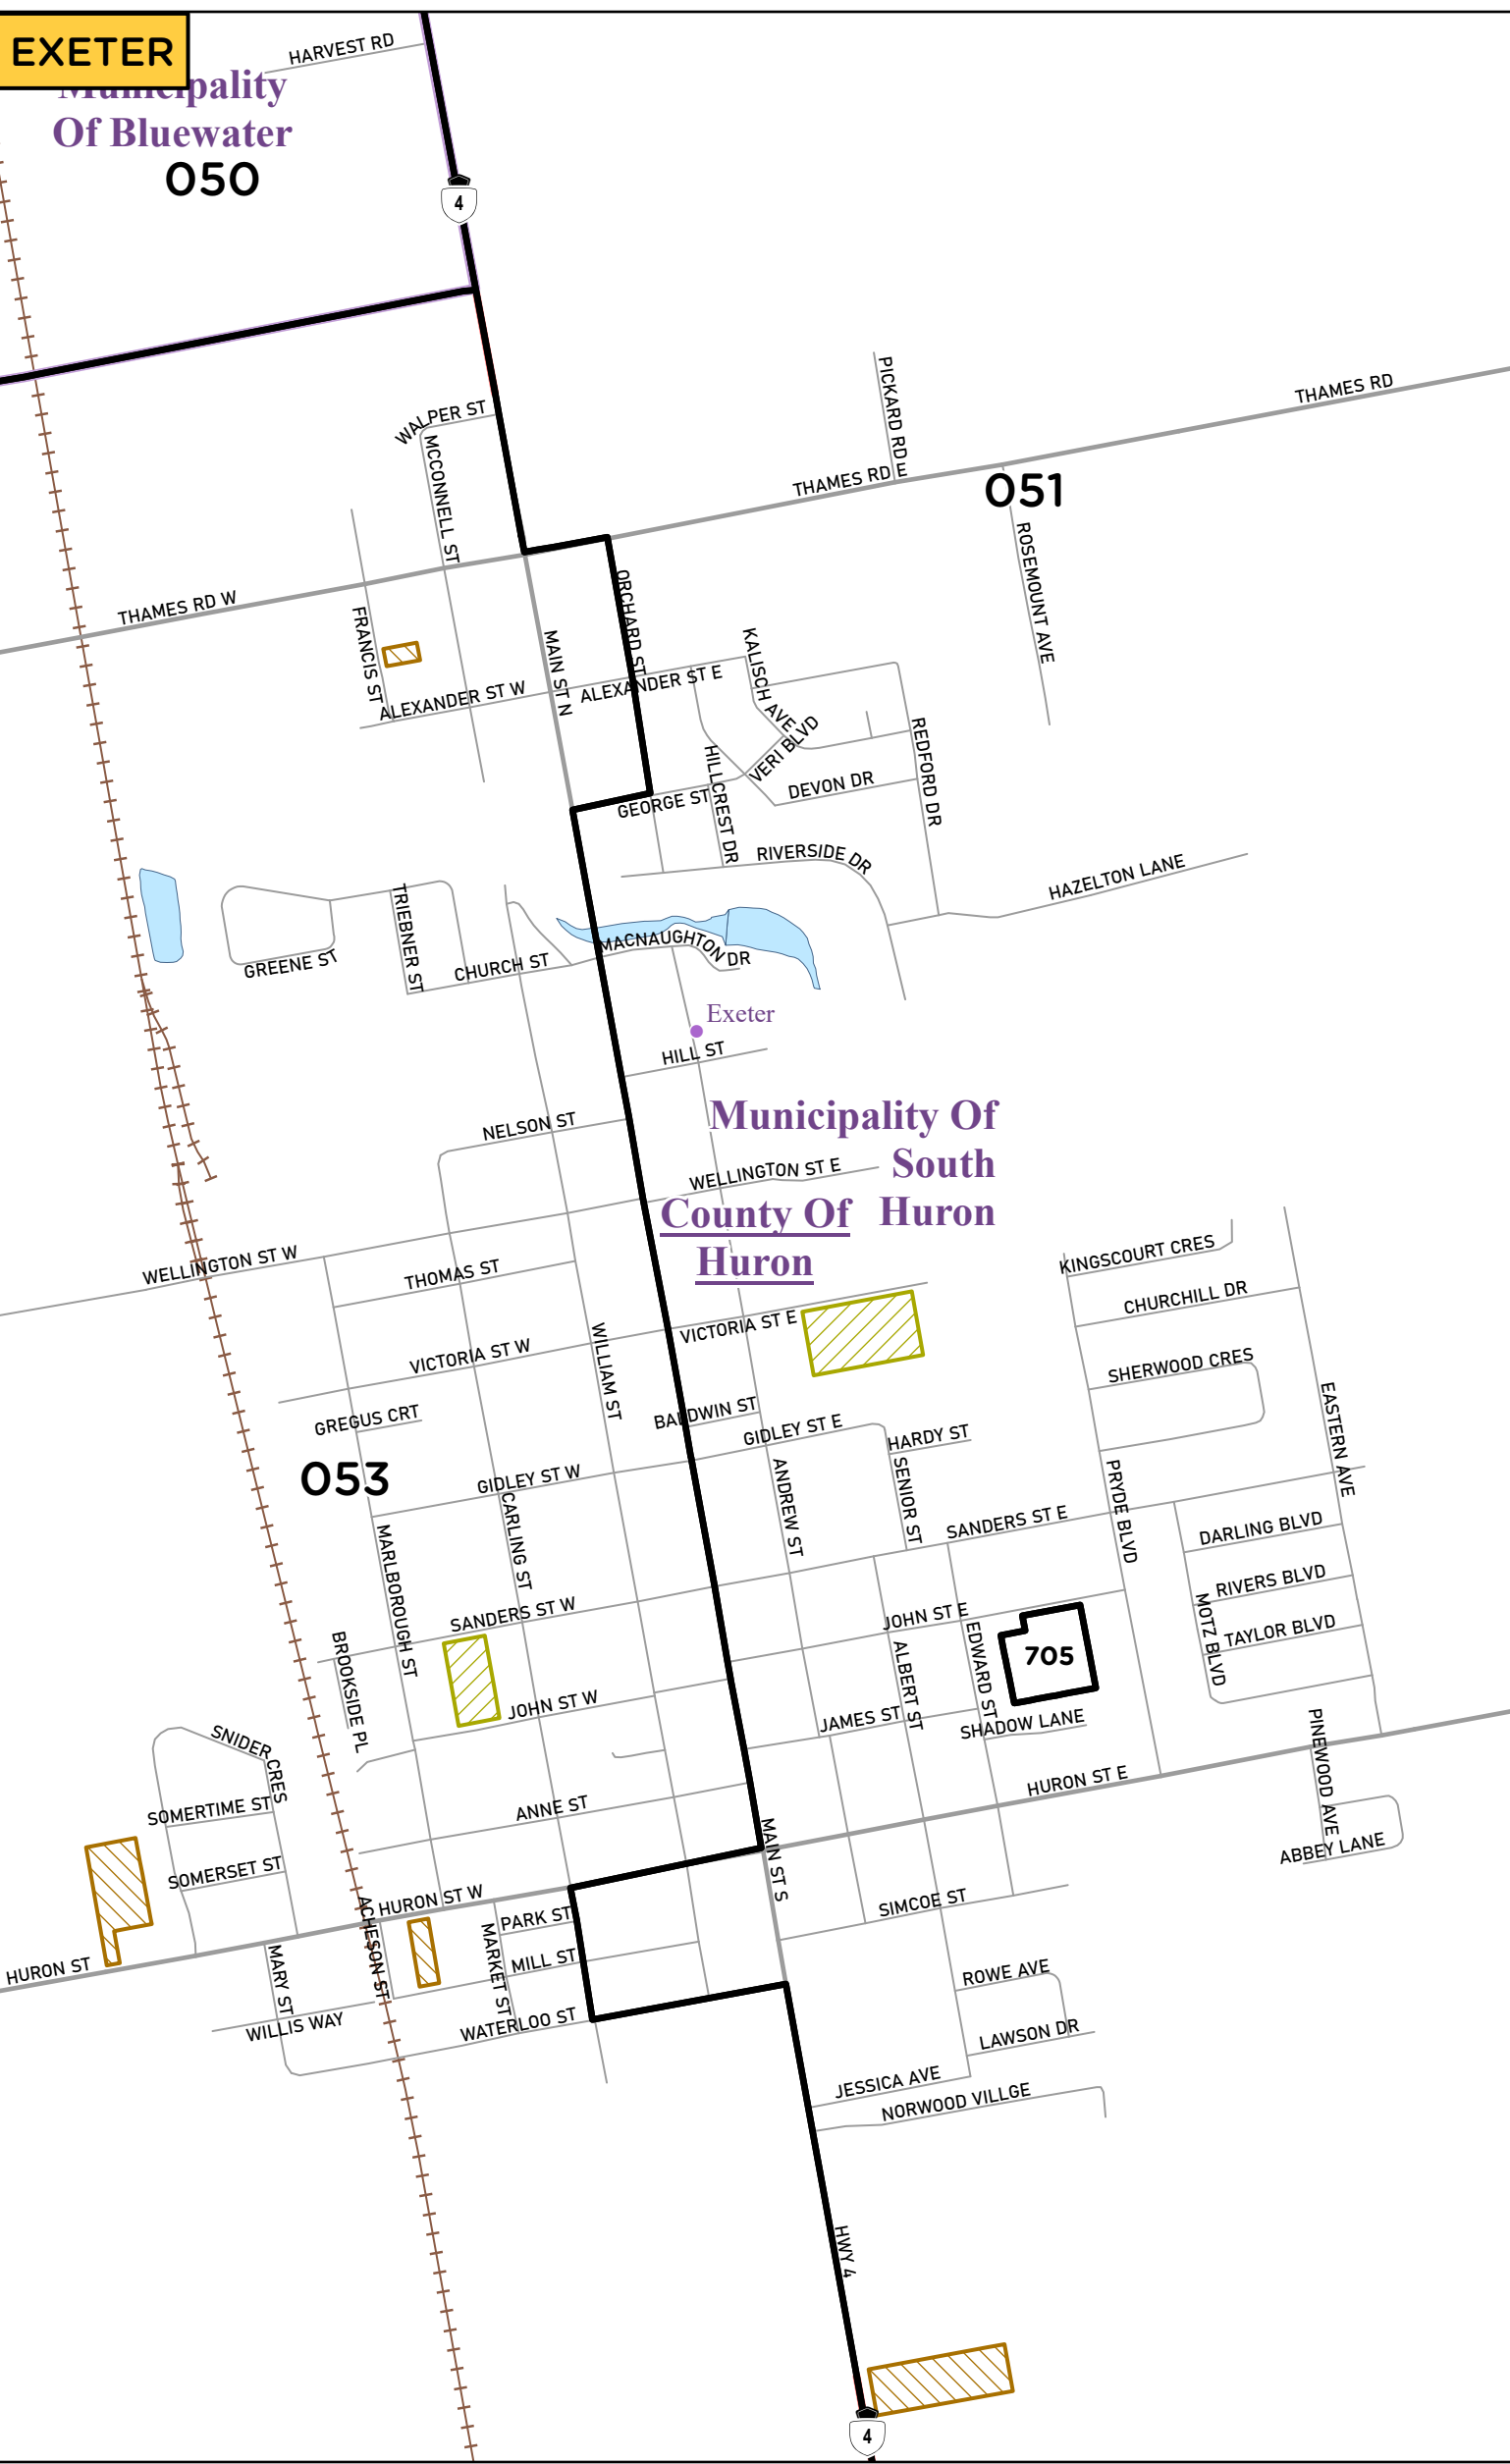 EXETER
HARVEST RD
Municipality
Of Bluewater
050
4
PICKARD RD E
THAMES RD
WALPER ST
MCCONNELL ST
THAMES RD E
051
ROSEMOUNT AVE
THAMES RD W
FRANCIS ST
ORCHARD ST
MAIN ST N
KALISCH AVE
ALEXANDER ST W
ALEXANDER ST E
VERI BLVD
REDFORD DR
HILLCREST DR
DEVON DR
GEORGE ST
RIVERSIDE DR
HAZELTON LANE
TRIEBNER ST
GREENE ST
CHURCH ST
MACNAUGHTON DR
Exeter
HILL ST
NELSON ST
Municipality Of
South
Huron
WELLINGTON ST E
County Of
Huron
WELLINGTON ST W
THOMAS ST
KINGSCOURT CRES
CHURCHILL DR
VICTORIA ST E
VICTORIA ST W
WILLIAM ST
SHERWOOD CRES
EASTERN AVE
GREGUS CRT
BALDWIN ST
GIDLEY ST E
HARDY ST
053
GIDLEY ST W
CARLING ST
ANDREW ST
SENIOR ST
PRYDE BLVD
SANDERS ST E
DARLING BLVD
MARLBOROUGH ST
RIVERS BLVD
MOTZ BLVD
TAYLOR BLVD
SANDERS ST W
JOHN ST E
EDWARD ST
705
BROOKSIDE PL
ALBERT ST
JOHN ST W
JAMES ST
SHADOW LANE
SNIDER CRES
PINEWOOD AVE
HURON ST E
SOMERTIME ST
ANNE ST
MAIN ST S
ABBEY LANE
SOMERSET ST
HURON ST W
ACHESON ST
PARK ST
SIMCOE ST
MARKET ST
MILL ST
HURON ST
MARY ST
ROWE AVE
WILLIS WAY
WATERLOO ST
LAWSON DR
JESSICA AVE
NORWOOD VILLGE
HWY 4
4